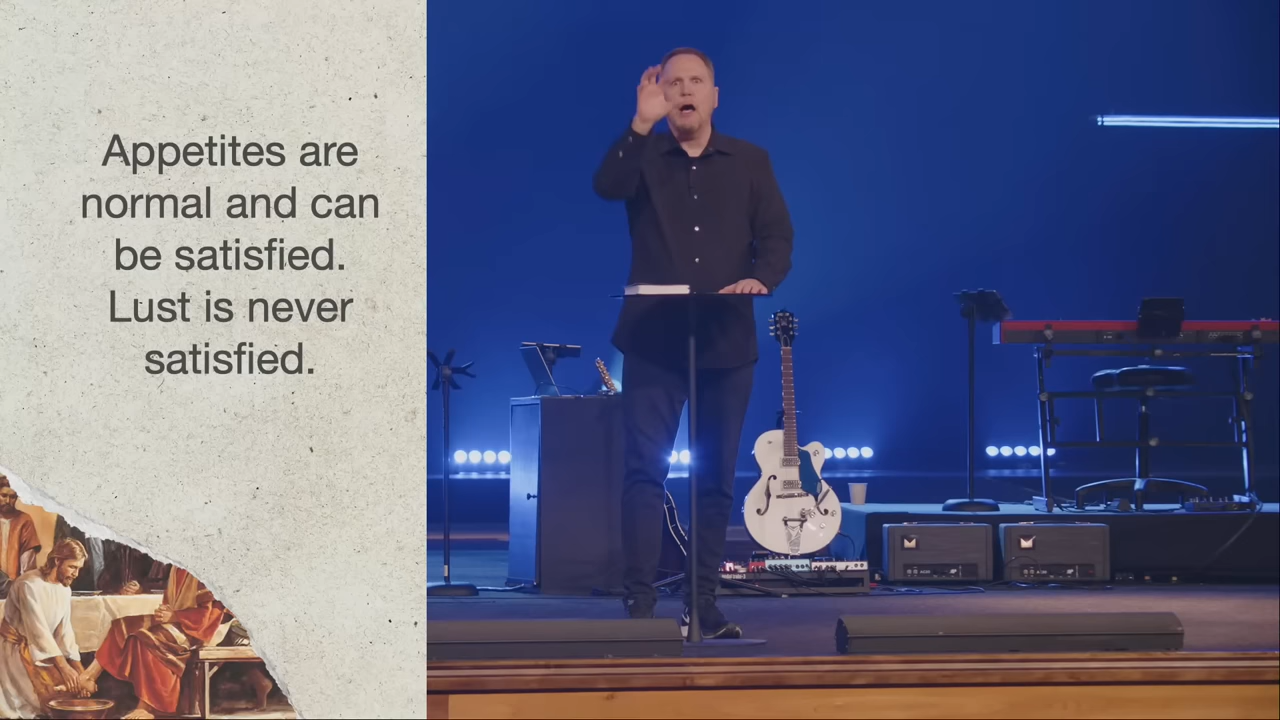 Appetites are
normal and can
be satisfied.
Lust is never
satisfied.